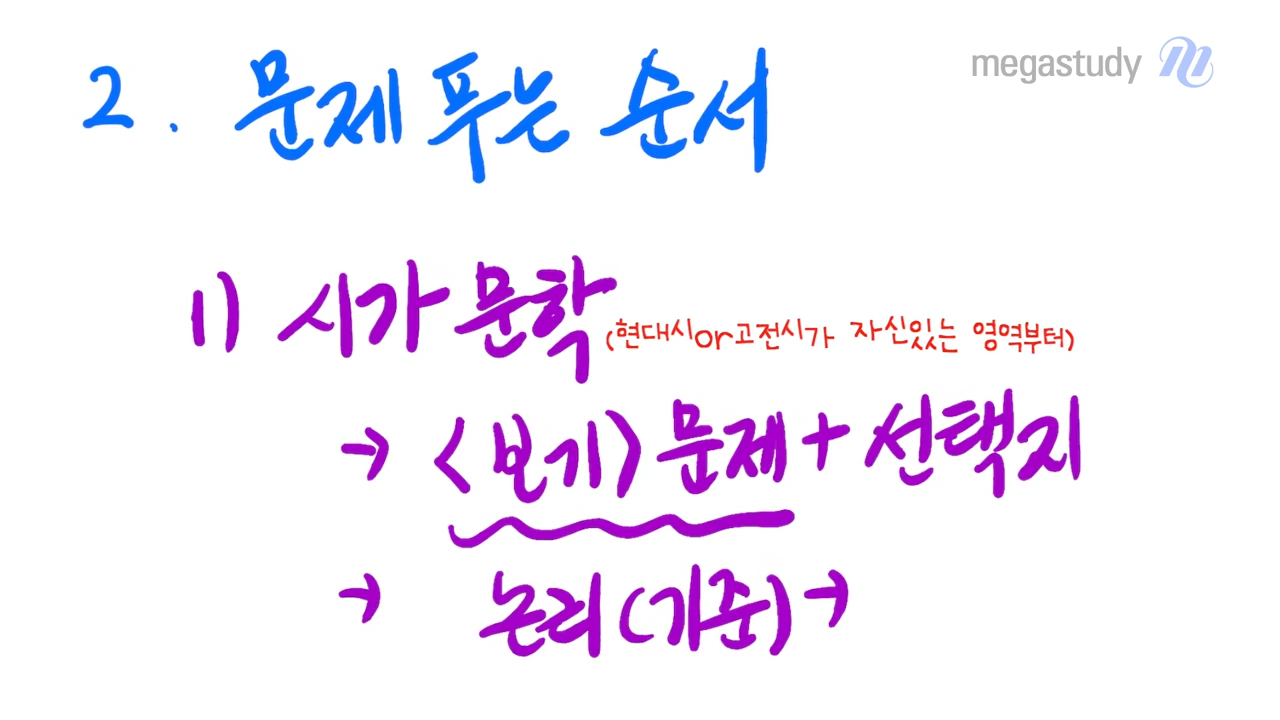 megastudy
2. 문제 푸는 순서
1) 시가 문학 (현대시or고전시가 자신있는 영역부터)
→ <보기> 문제 + 선택지
→ 논리 (기준) →